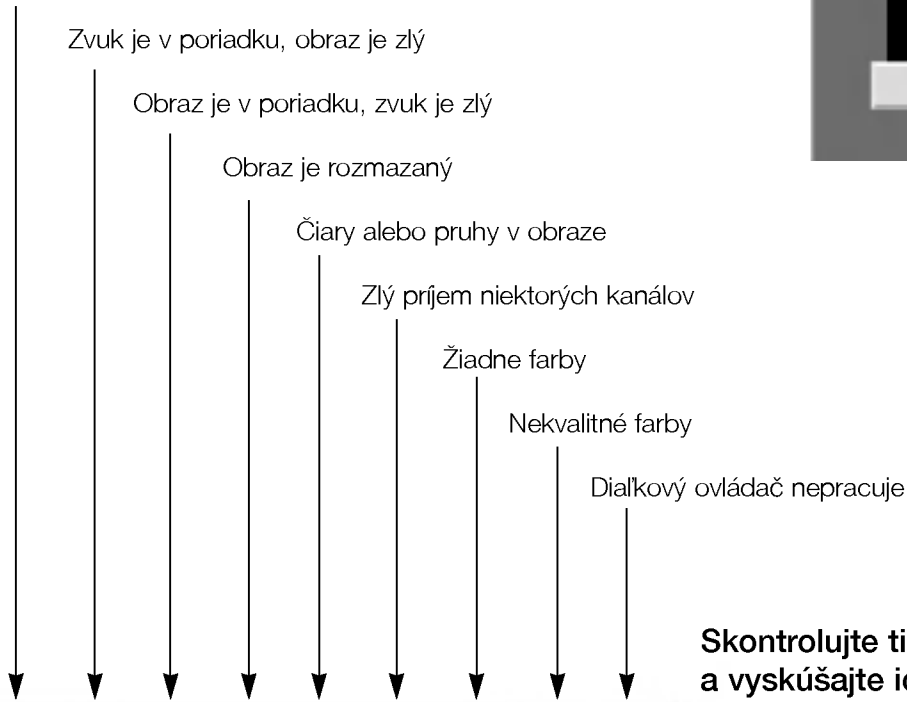 Zvuk je v poriadku, obraz je zlý
Obraz je v poriadku, zvuk je zlý
Obraz je rozmazaný
Čiary alebo pruhy v obraze
Zlý príjem niektorých kanálov
Žiadne farby
Nekvalitné farby
Diaľkový ovládač nepracuje
Skontrolujte
a vyskúšajte